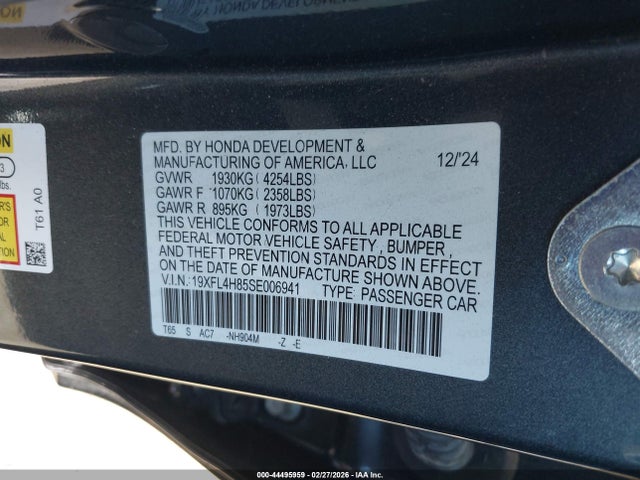 MFD. BY HONDA DEVELOPMENT &
MANUFACTURING OF AMERICA, LLC 12/'24
GVWR 1930KG ( 4254LBS)
GAWR F 1070KG ( 2358LBS)
GAWR R 895KG ( 1973LBS)
THIS VEHICLE CONFORMS TO ALL APPLICABLE
FEDERAL MOTOR VEHICLE SAFETY , BUMPER ,
AND THEFT PREVENTION STANDARDS IN EFFECT
ON THE DATE OF MANUFACTURE SHOWN ABOVE.
V.I.N.: 19XFL4H85SE006941 TYPE: PASSENGER CAR
T65 S AC7 -NH904M -Z -E
T61 A0
000-44495959 - 02/27/2026 - IAA Inc.